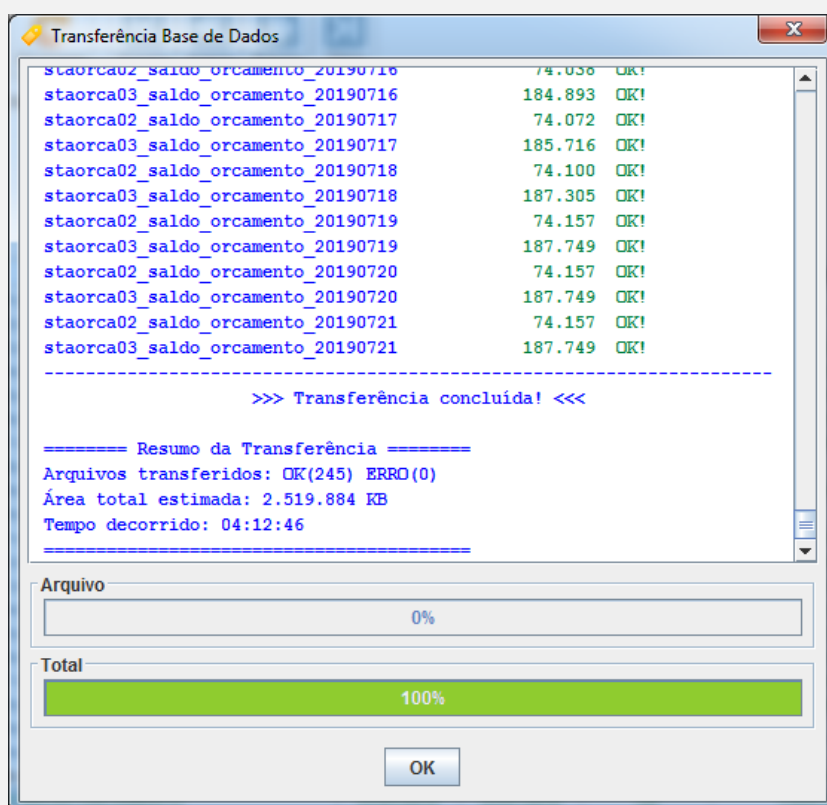 Transferência Base de Dados
staorca02_saldo_orcamento_20190716 74.038 OK!
staorca03_saldo_orcamento_20190716 184.893 OK!
staorca02_saldo_orcamento_20190717 74.072 OK!
staorca03_saldo_orcamento_20190717 185.716 OK!
staorca02_saldo_orcamento_20190718 74.100 OK!
staorca03_saldo_orcamento_20190718 187.305 OK!
staorca02_saldo_orcamento_20190719 74.157 OK!
staorca03_saldo_orcamento_20190719 187.749 OK!
staorca02_saldo_orcamento_20190720 74.157 OK!
staorca03_saldo_orcamento_20190720 187.749 OK!
staorca02_saldo_orcamento_20190721 74.157 OK!
staorca03_saldo_orcamento_20190721 187.749 OK!
----------------------------------------------------------------------
>>> Transferência concluída! <<<
======== Resumo da Transferência ========
Arquivos transferidos: OK(245) ERRO(0)
Área total estimada: 2.519.884 KB
Tempo decorrido: 04:12:46
=========================================
Arquivo
0%
Total
100%
OK